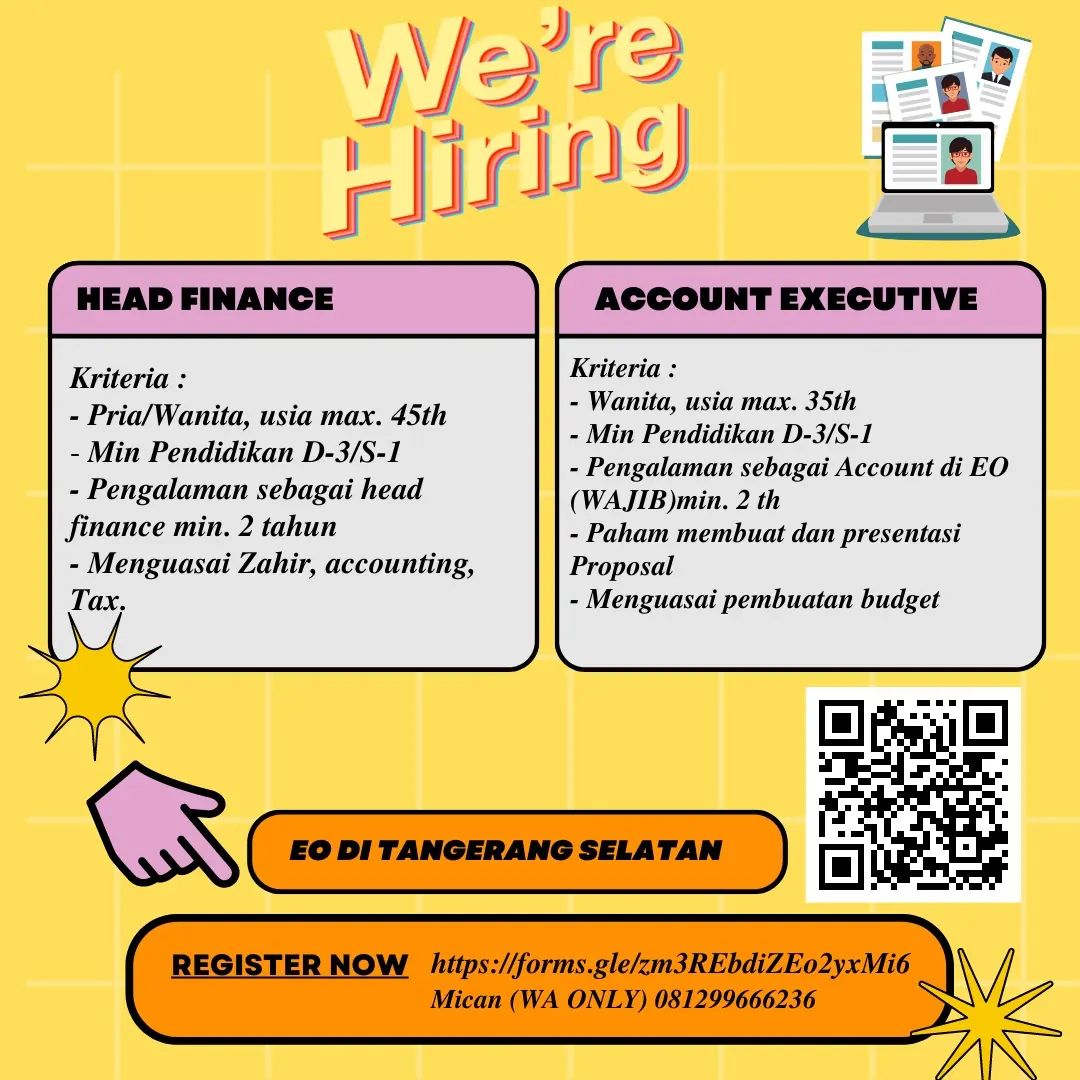 We're
Hiring
HEAD FINANCE
Kriteria :
- Pria/Wanita, usia max. 45th
- Min Pendidikan D-3/S-1
- Pengalaman sebagai head
finance min. 2 tahun
- Menguasai Zahir, accounting,
Tax.
ACCOUNT EXECUTIVE
Kriteria :
- Wanita, usia max. 35th
- Min Pendidikan D-3/S-1
- Pengalaman sebagai Account di EO
(WAJIB)min. 2 th
- Paham membuat dan presentasi
Proposal
- Menguasai pembuatan budget
EO DI TANGERANG SELATAN
REGISTER NOW https://forms.gle/zm3REbdiZEo2yxMi6
Mican (WA ONLY) 081299666236